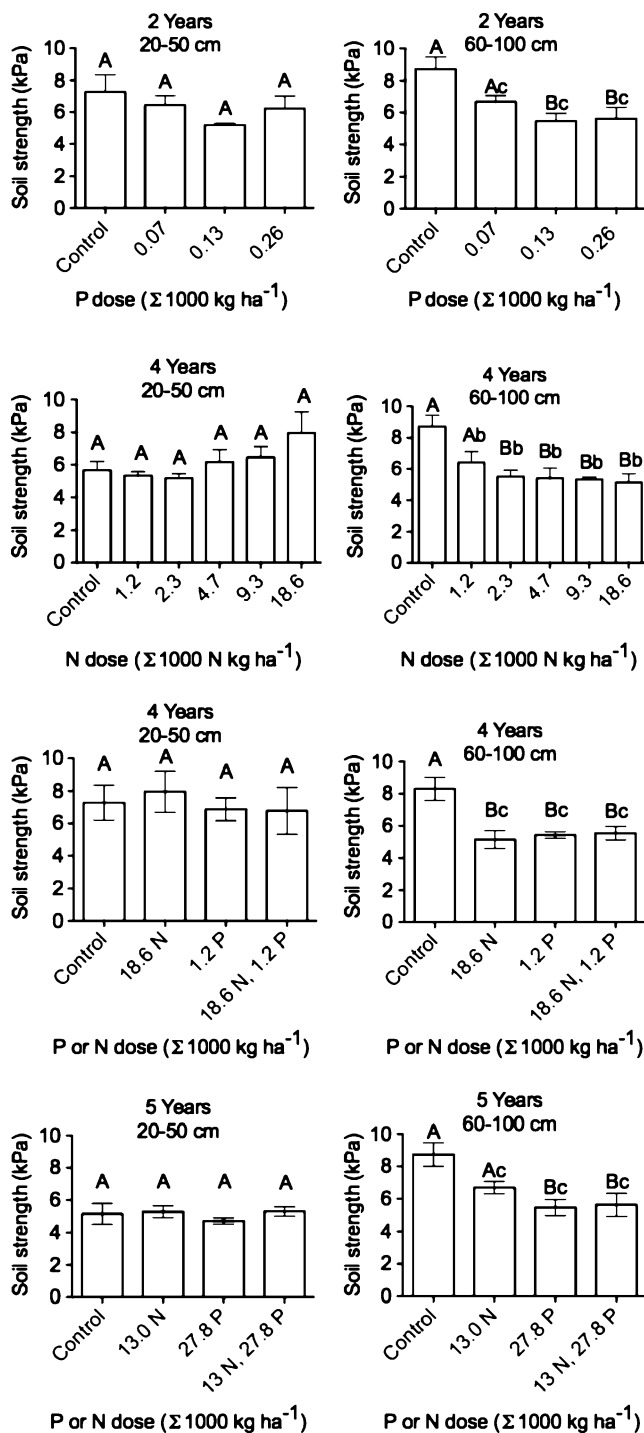 2 Years
20-50 cm
Soil strength (kPa)
10
8
6
4
2
0
A
A
A
A
Control
0.07
0.13
0.26
P dose (Σ1000 kg ha⁻¹)
2 Years
60-100 cm
Soil strength (kPa)
10
8
6
4
2
0
A
Ac
Bc
Bc
Control
0.07
0.13
0.26
P dose (Σ1000 kg ha⁻¹)
4 Years
20-50 cm
Soil strength (kPa)
10
8
6
4
2
0
A
A
A
A
A
A
Control
1.2
2.3
4.7
9.3
18.6
N dose (Σ1000 N kg ha⁻¹)
4 Years
60-100 cm
Soil strength (kPa)
10
8
6
4
2
0
A
Ab
Bb
Bb
Bb
Bb
Control
1.2
2.3
4.7
9.3
18.6
N dose (Σ1000 N kg ha⁻¹)
4 Years
20-50 cm
Soil strength (kPa)
10
8
6
4
2
0
A
A
A
A
Control
18.6 N
1.2 P
18.6 N, 1.2 P
P or N dose (Σ1000 kg ha⁻¹)
4 Years
60-100 cm
Soil strength (kPa)
10
8
6
4
2
0
A
Bc
Bc
Bc
Control
18.6 N
1.2 P
18.6 N, 1.2 P
P or N dose (Σ1000 kg ha⁻¹)
5 Years
20-50 cm
Soil strength (kPa)
10
8
6
4
2
0
A
A
A
A
Control
13.0 N
27.8 P
13 N, 27.8 P
P or N dose (Σ1000 kg ha⁻¹)
5 Years
60-100 cm
Soil strength (kPa)
10
8
6
4
2
0
A
Ac
Bc
Bc
Control
13.0 N
27.8 P
13 N, 27.8 P
P or N dose (Σ1000 kg ha⁻¹)